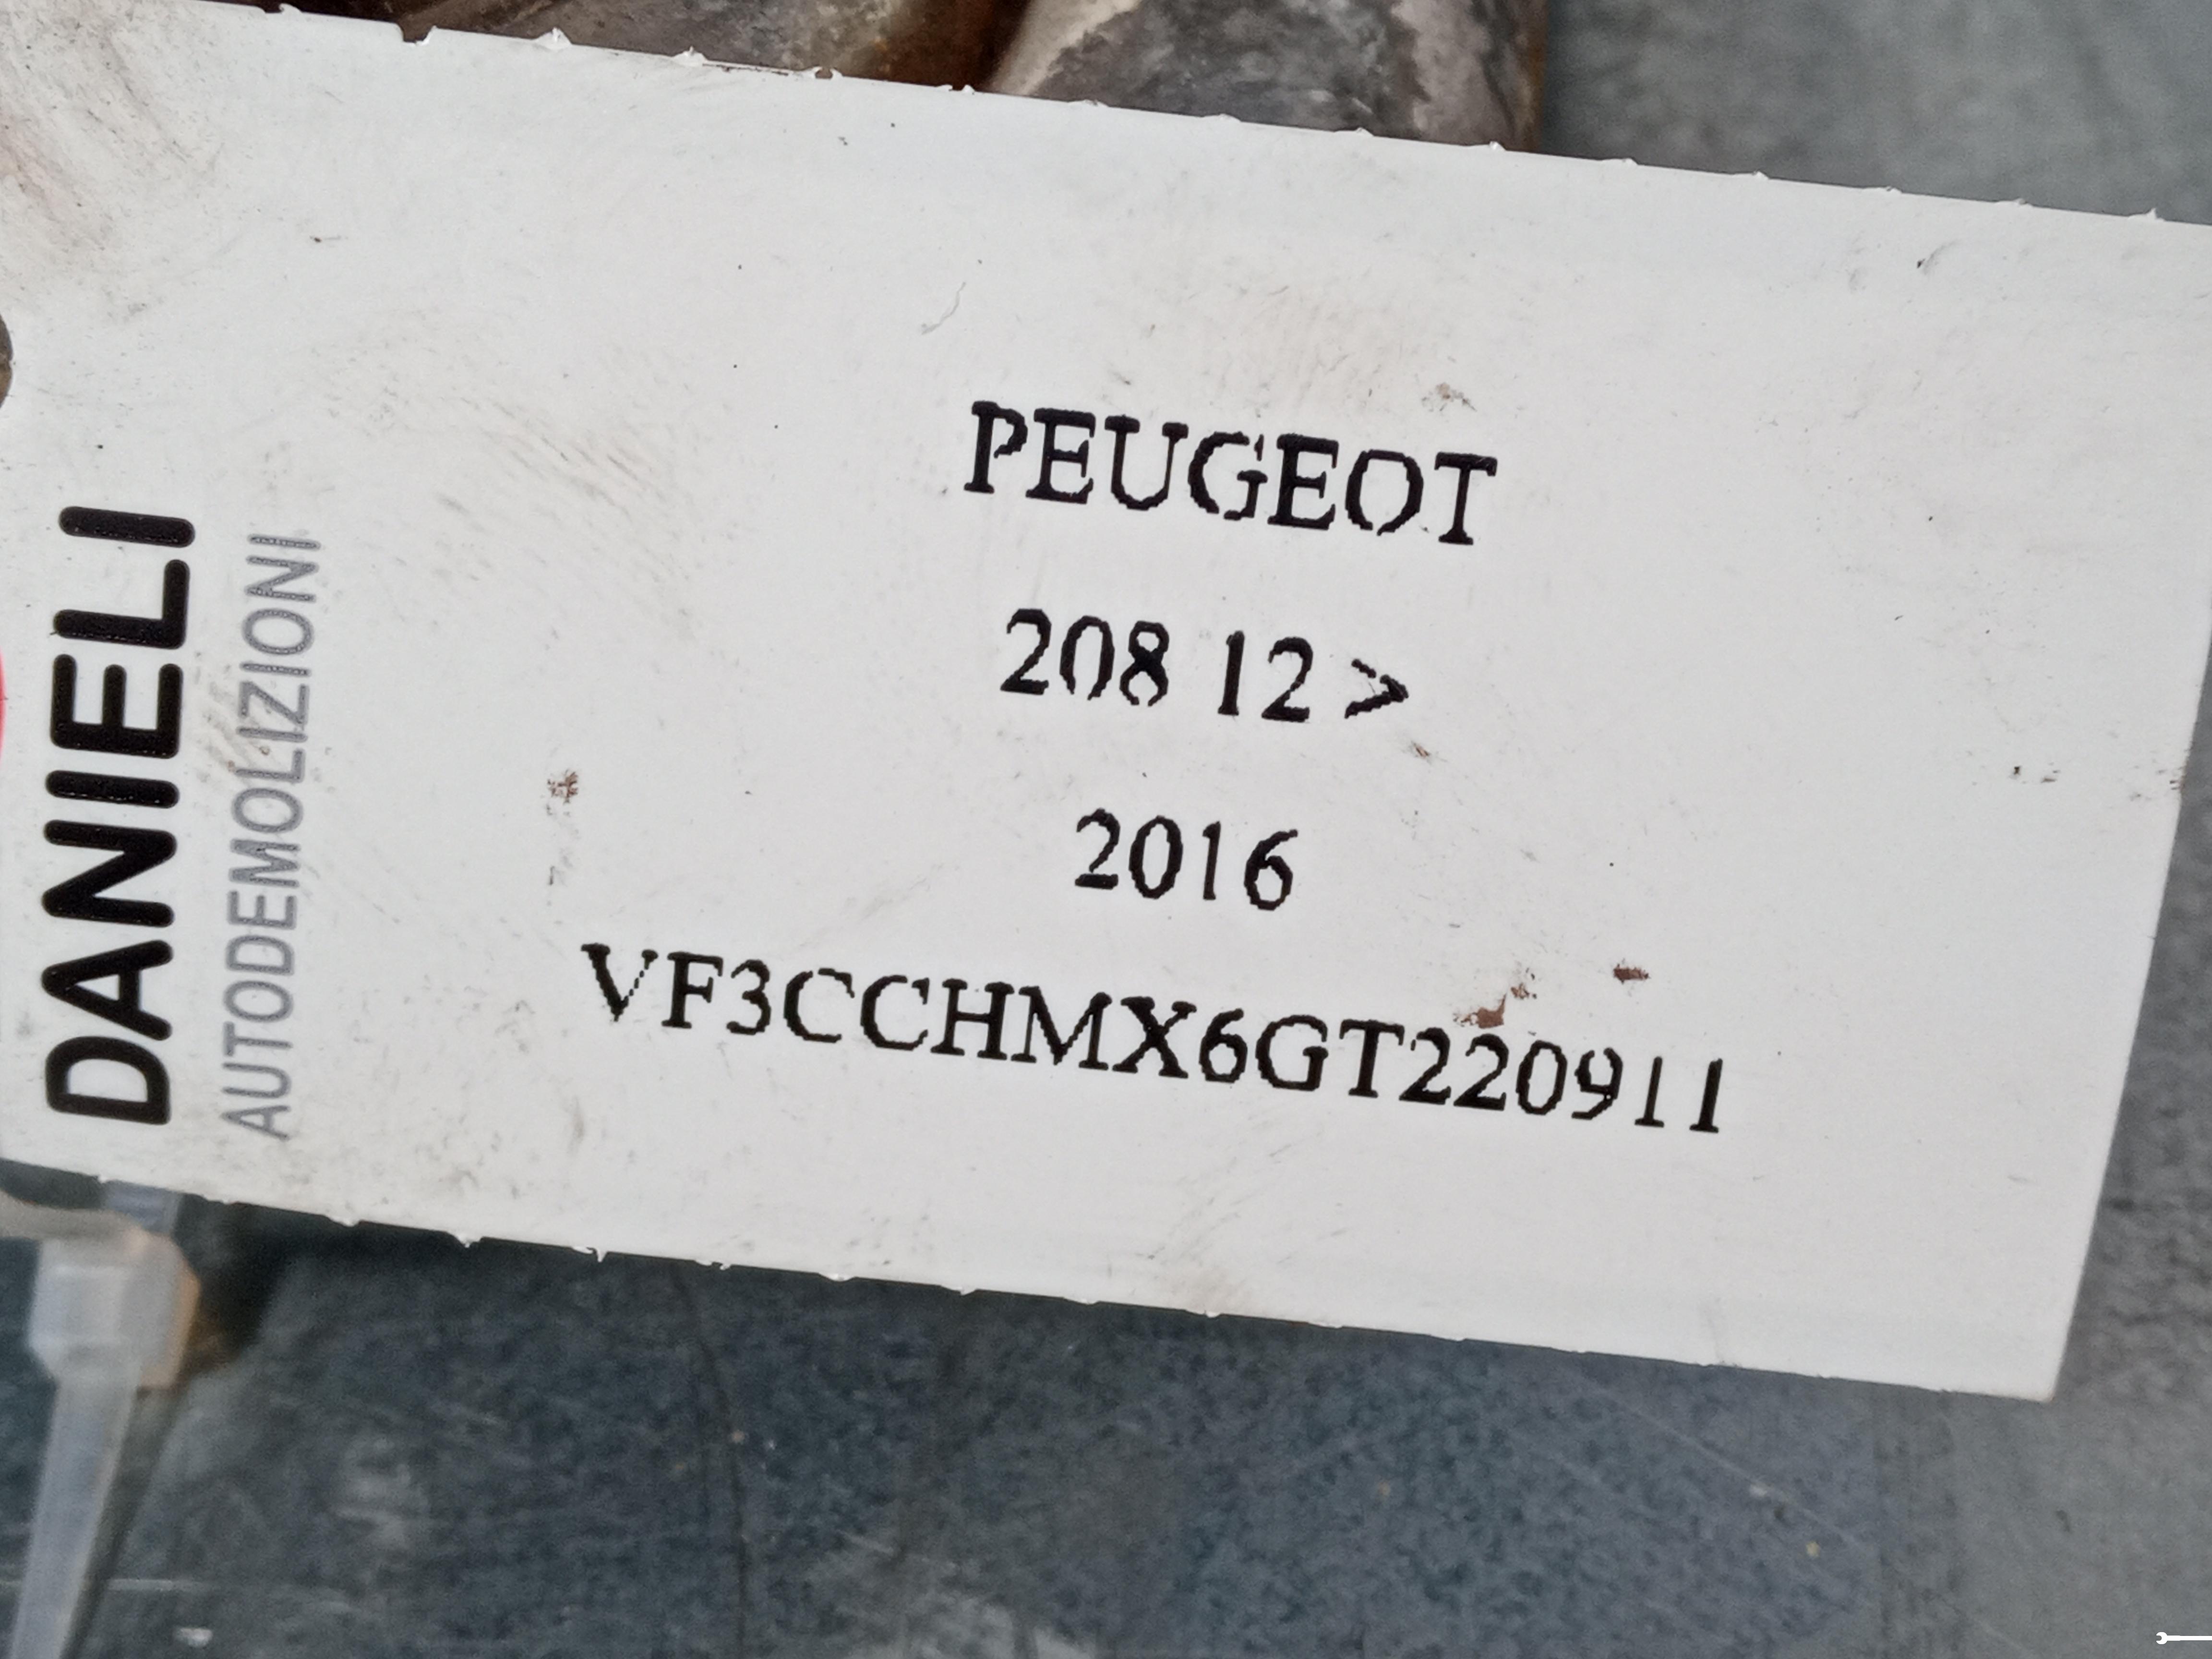 DANIELI
AUTODEMOLIZIONI
PEUGEOT
208 12 >
2016
VF3CCHMX6GT220911